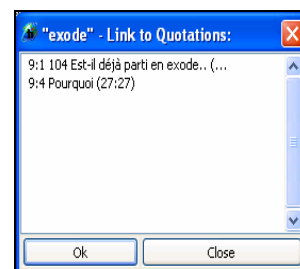 "exode" - Link to Quotations:
9:1 104 Est-il déjà parti en exode.. (...
9:4 Pourquoi (27:27)
Ok Close